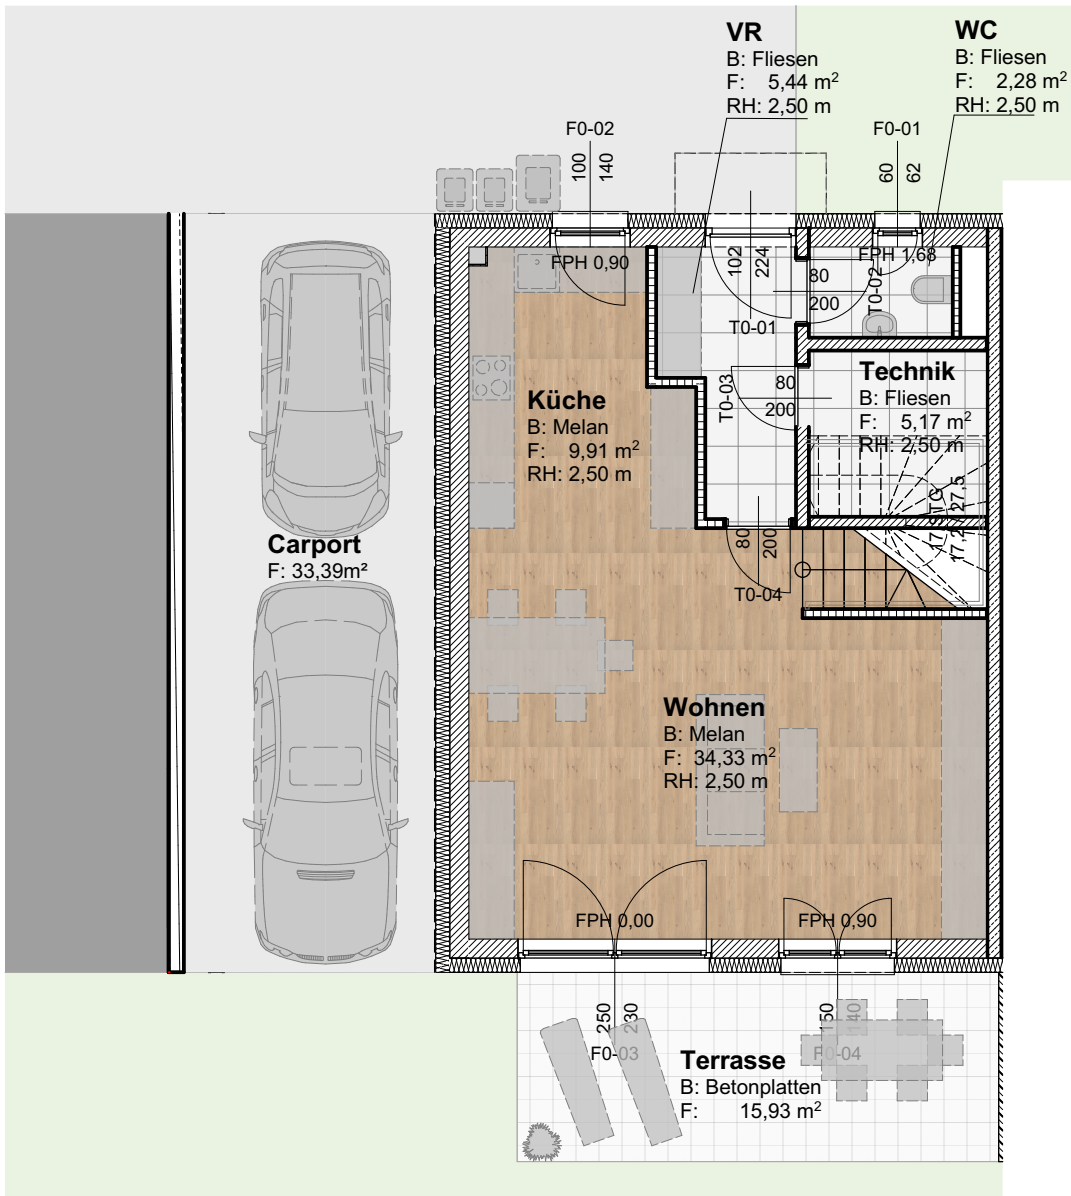 VR
B: Fliesen
F: 5,44 m²
RH: 2,50 m
WC
B: Fliesen
F: 2,28 m²
RH: 2,50 m
F0-02
100
140
F0-01
60
62
FPH 0,90
102
224
T0-01
FPH 1,68
80
200
T0-02
T0-03
80
200
Technik
B: Fliesen
F: 5,17 m²
RH: 2,50 m
Küche
B: Melan
F: 9,91 m²
RH: 2,50 m
17 STG
80
200
T0-04
Carport
F: 33,39m²
Wohnen
B: Melan
F: 34,33 m²
RH: 2,50 m
FPH 0,00
FPH 0,90
250
230
F0-03
150
140
F0-04
Terrasse
B: Betonplatten
F: 15,93 m²